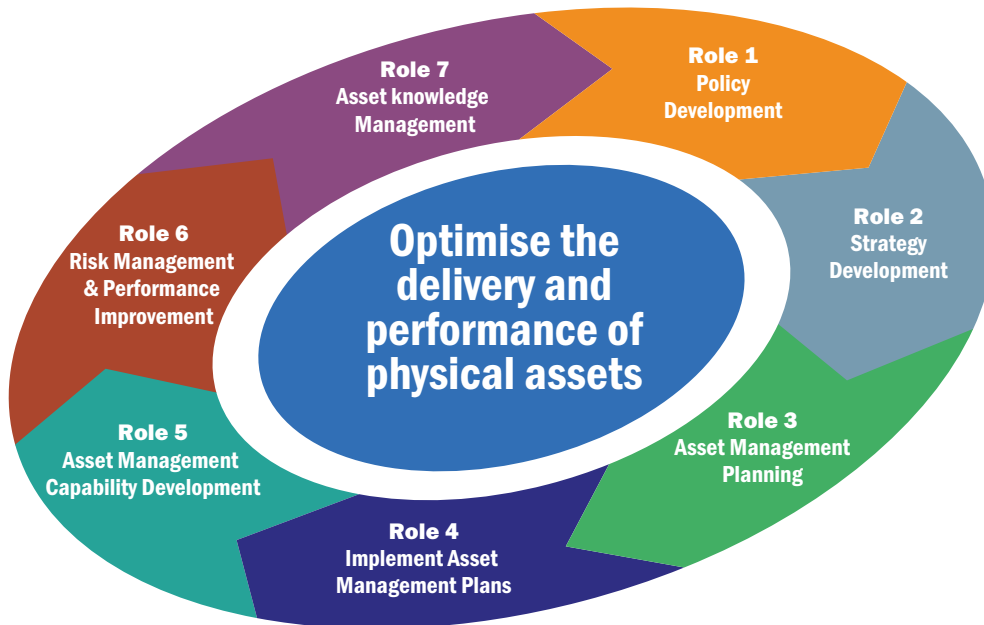 Role 1
Policy
Development
Role 2
Strategy
Development
Role 3
Asset Management
Planning
Role 4
Implement Asset
Management Plans
Role 5
Asset Management
Capability Development
Role 6
Risk Management
& Performance
Improvement
Role 7
Asset knowledge
Management
Optimise the
delivery and
performance of
physical assets